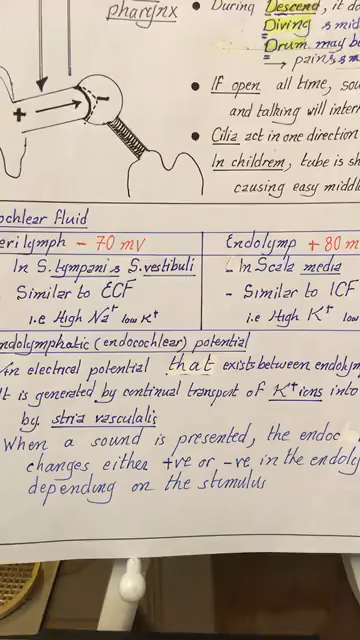 pharynx
• During Descend, it do
Diving & mid
Drum may b
→ pain & s
• If open all time, sou
and talking will inter
• Cilia act in one direction
In children, tube is sh
causing easy middle
+
-
ochlear fluid
erilymph - 70 mv
Endolymp + 80 m
In S. tympani & S. vestibuli
- In Scala media
Similar to ECF
- Similar to ICF
i.e High Na+ low K+
i.e High K+ low
ndolymphatic (endocochlear) potential
An electrical potential that exists between endoly
It is generated by continual transport of K+ ions into
by stria vascularis
When a sound is presented, the endoc
changes either +ve or -ve in the endoly
depending on the stimulus